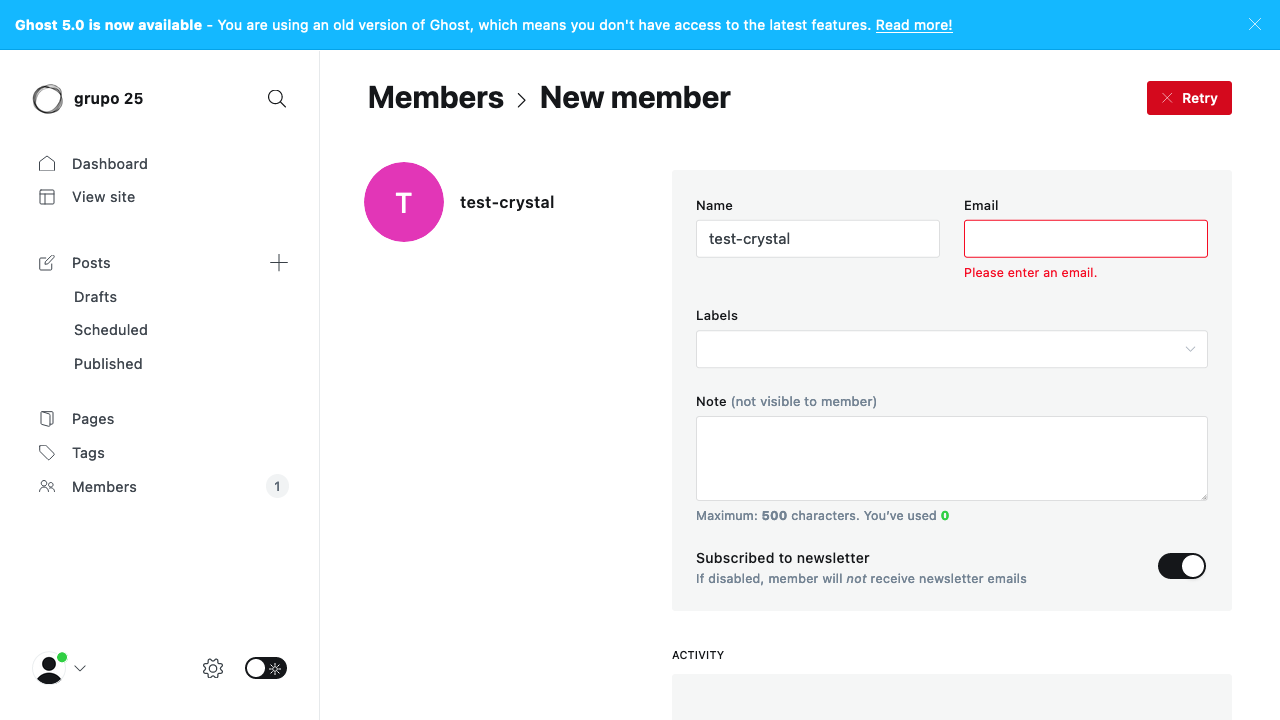 Ghost 5.0 is now available - You are using an old version of Ghost, which means you don't have access to the latest features. Read more!
grupo 25
Dashboard
View site
Posts
Drafts
Scheduled
Published
Pages
Tags
Members 1
Members > New member
Retry
T
test-crystal
Name
test-crystal
Email
Please enter an email.
Labels
Note (not visible to member)
Maximum: 500 characters. You’ve used 0
Subscribed to newsletter
If disabled, member will not receive newsletter emails
ACTIVITY